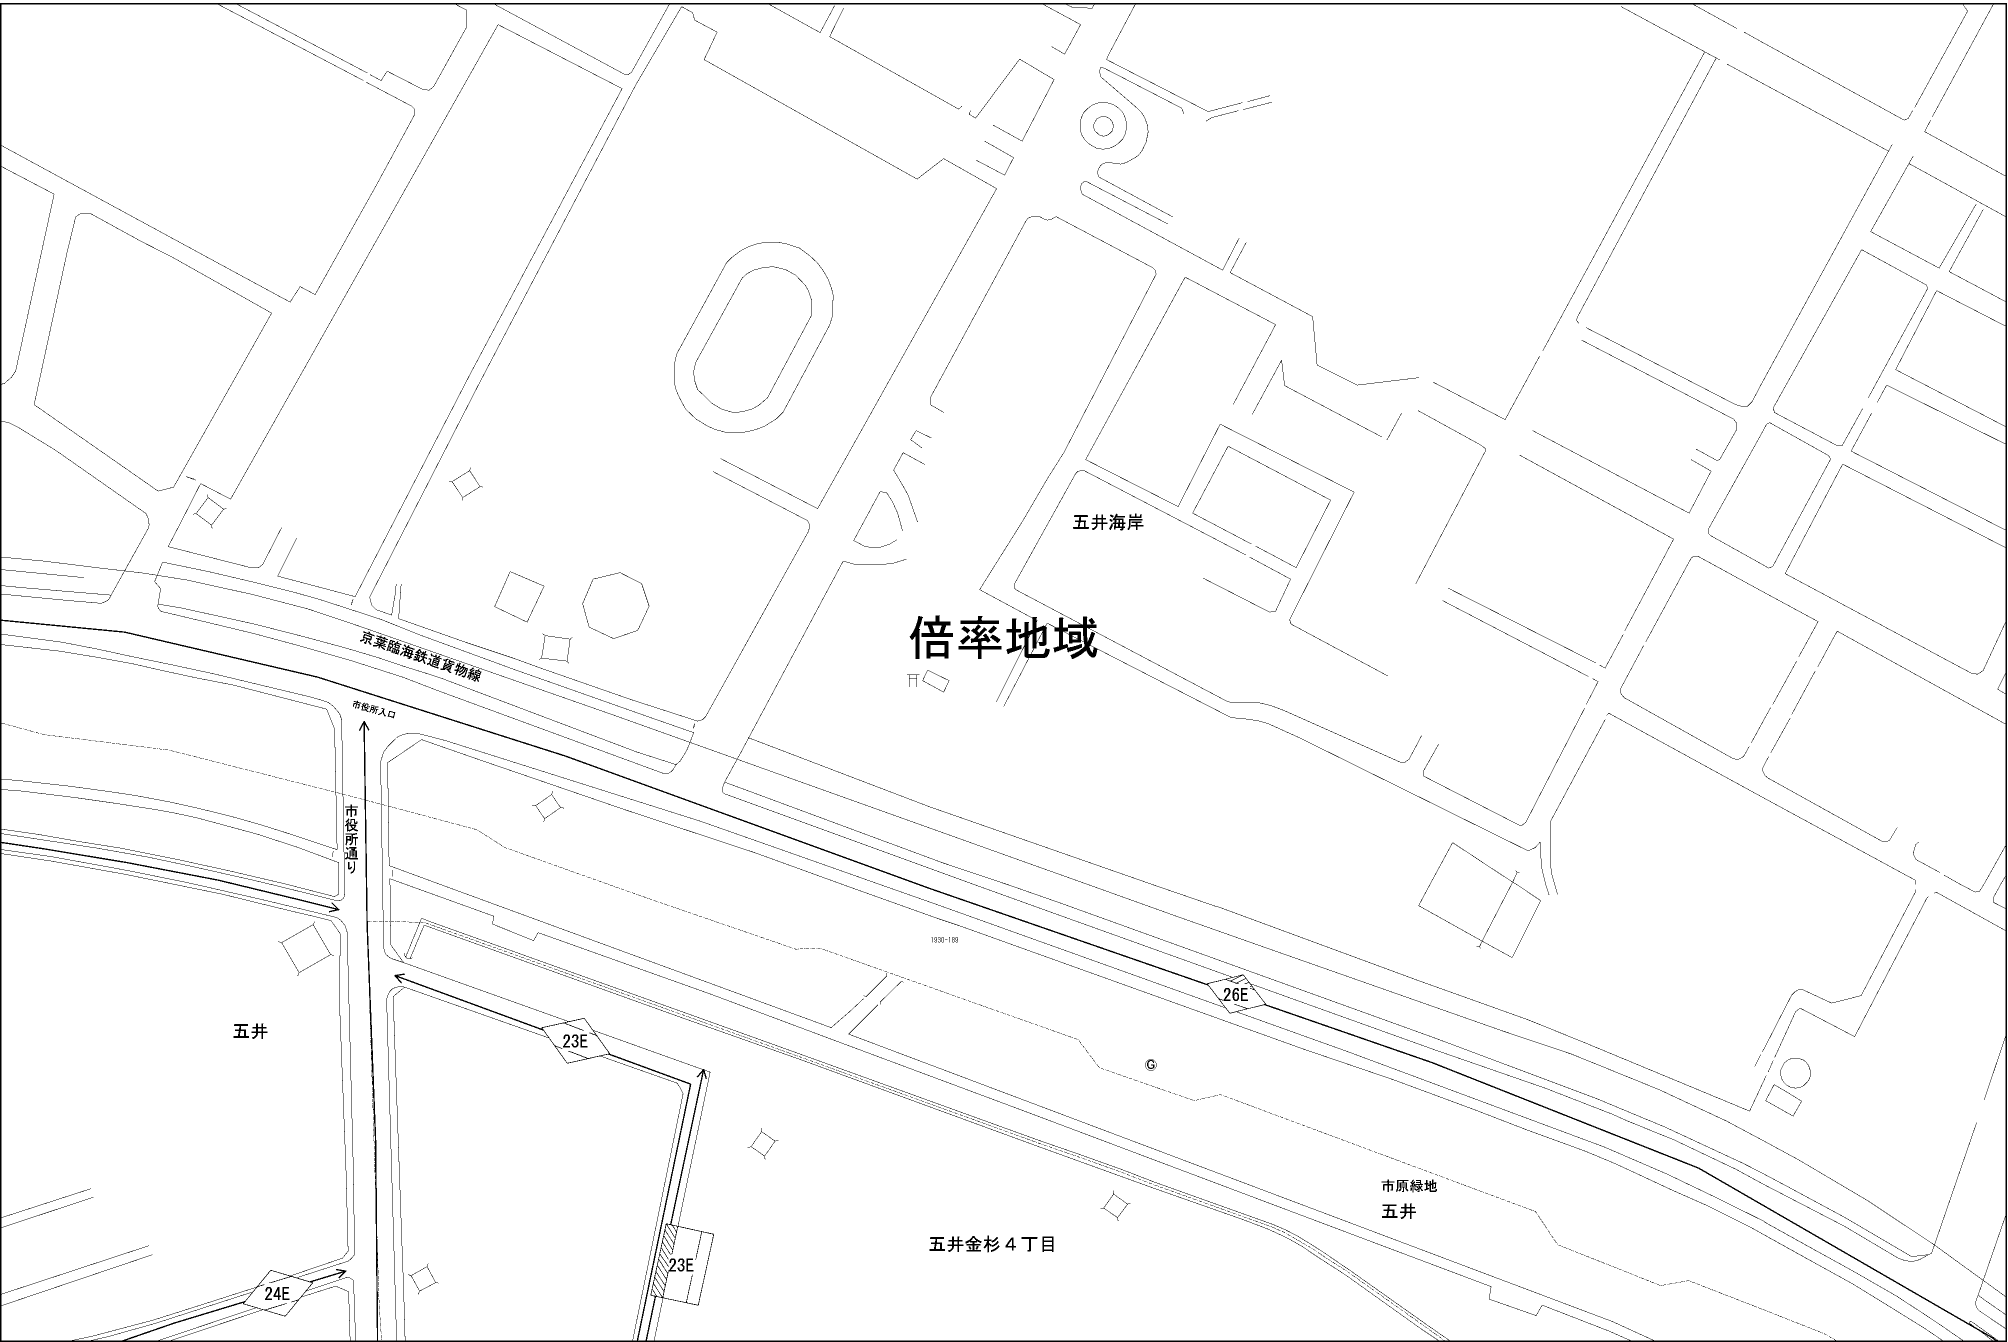 五井海岸
倍率地域
京葉臨海鉄道貨物線
市役所入口
市役所通り
1930-189
26E
五井
23E
G
市原緑地
五井
五井金杉4丁目
23E
24E